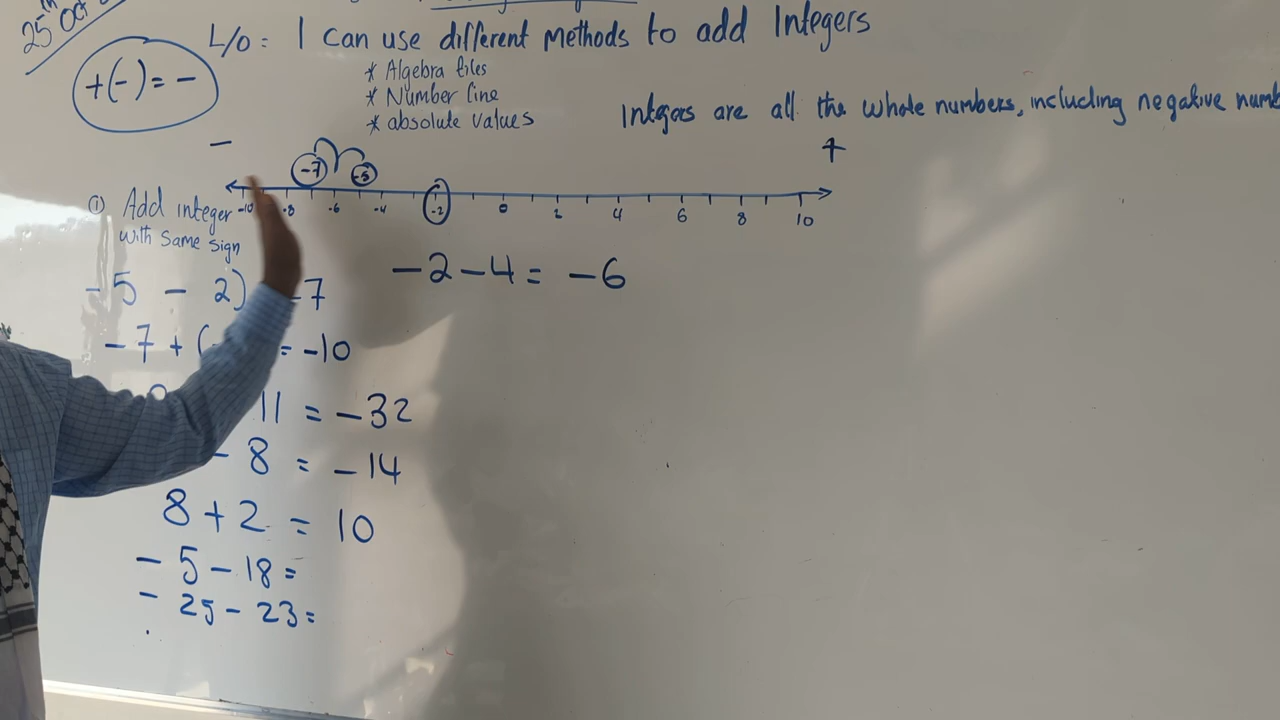 25th Oct
L/O = I can use different methods to add Integers
+(-) = -
* Algebra tiles
* Number line
* absolute values
Integers are all the whole numbers, including negative
- +
-7 -5
-10 -8 -6 -4 -2 0 2 4 6 8 10
① Add integer
with same sign
-2-4 = -6
-5 - 2) -7
-7 + ( = -10
11 = -32
- 8 = -14
8 + 2 = 10
- 5 - 18 =
- 25 - 23 =